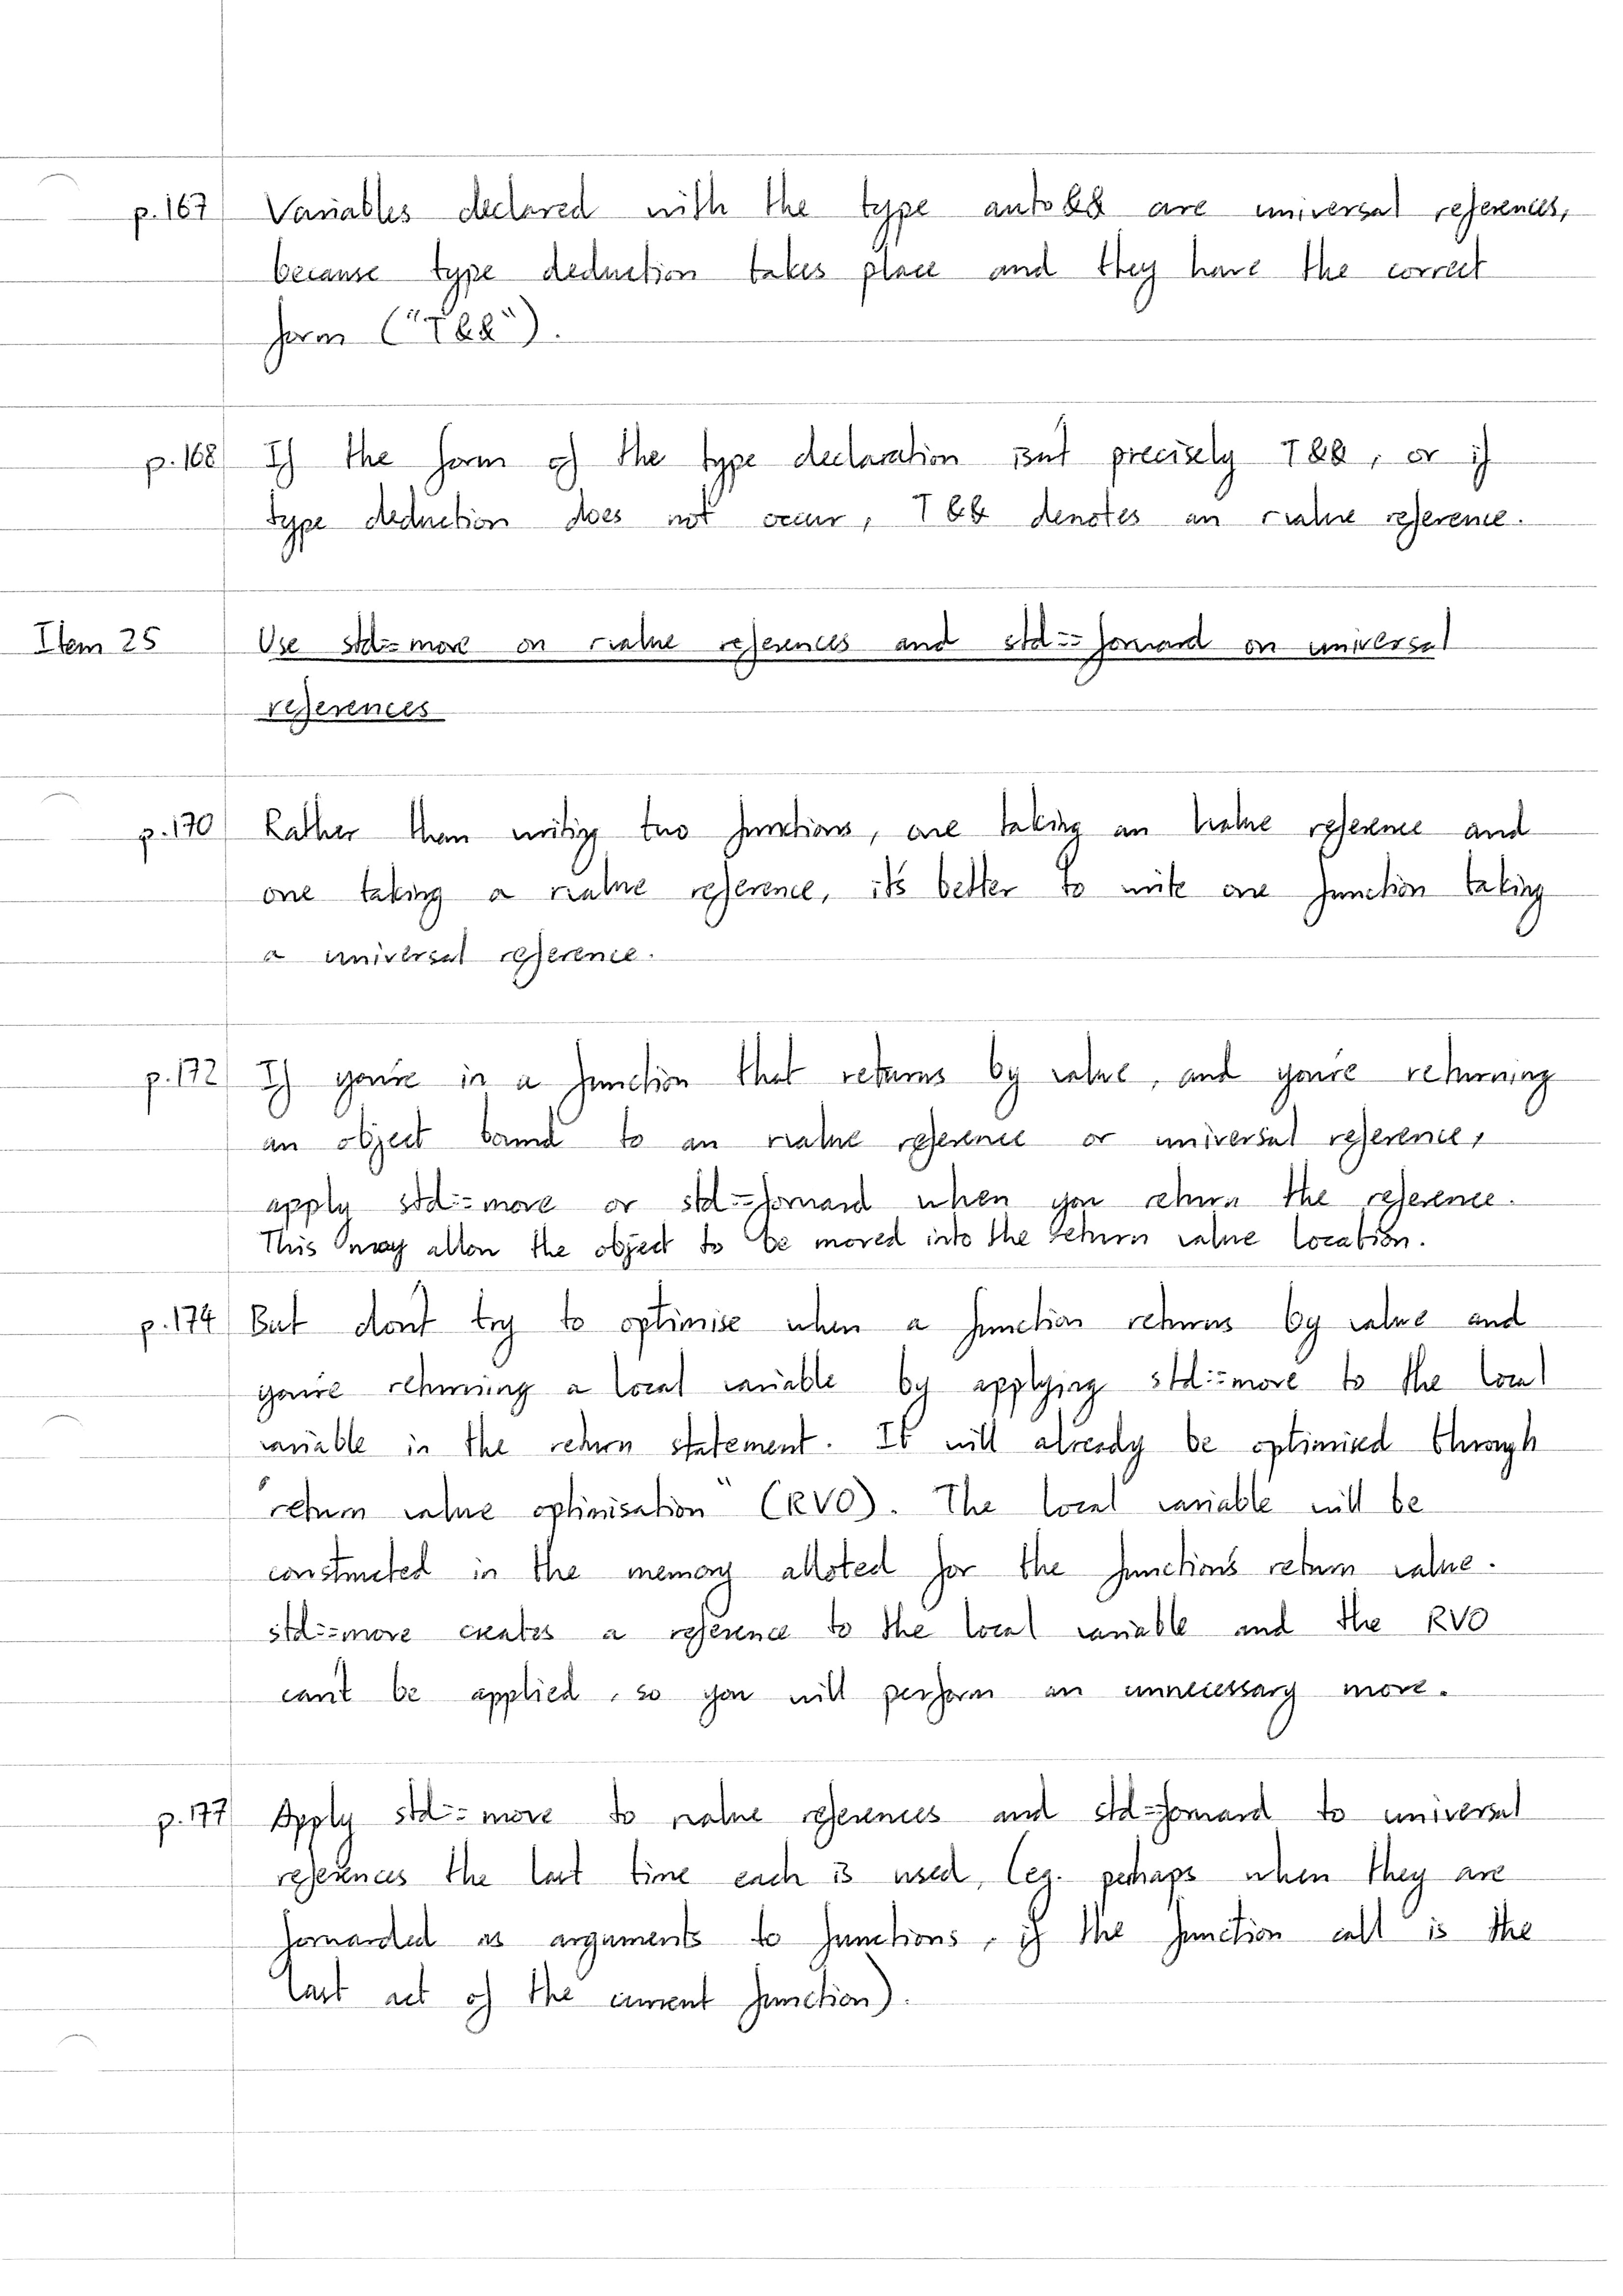 p.167 Variables declared with the type auto&& are universal references,
because type deduction takes place and they have the correct
form ("T&&").
p.168 If the form of the type declaration isn't precisely T&&, or if
type deduction does not occur, T&& denotes an rvalue reference.
Item 25 Use std::move on rvalue references and std::forward on universal
references
p.170 Rather than writing two functions, one taking an lvalue reference and
one taking a rvalue reference, it's better to write one function taking
a universal reference.
p.172 If you're in a function that returns by value, and you're returning
an object bound to an rvalue reference or universal reference,
apply std::move or std::forward when you return the reference.
This may allow the object to be moved into the return value location.
p.174 But don't try to optimise when a function returns by value and
you're returning a local variable by applying std::move to the local
variable in the return statement. It will already be optimised through
"return value optimisation" (RVO). The local variable will be
constructed in the memory alloted for the function's return value.
std::move creates a reference to the local variable and the RVO
can't be applied, so you will perform an unnecessary move.
p.177 Apply std::move to rvalue references and std::forward to universal
references the last time each is used, (eg. perhaps when they are
forwarded as arguments to functions, if the function call is the
last act of the current function).